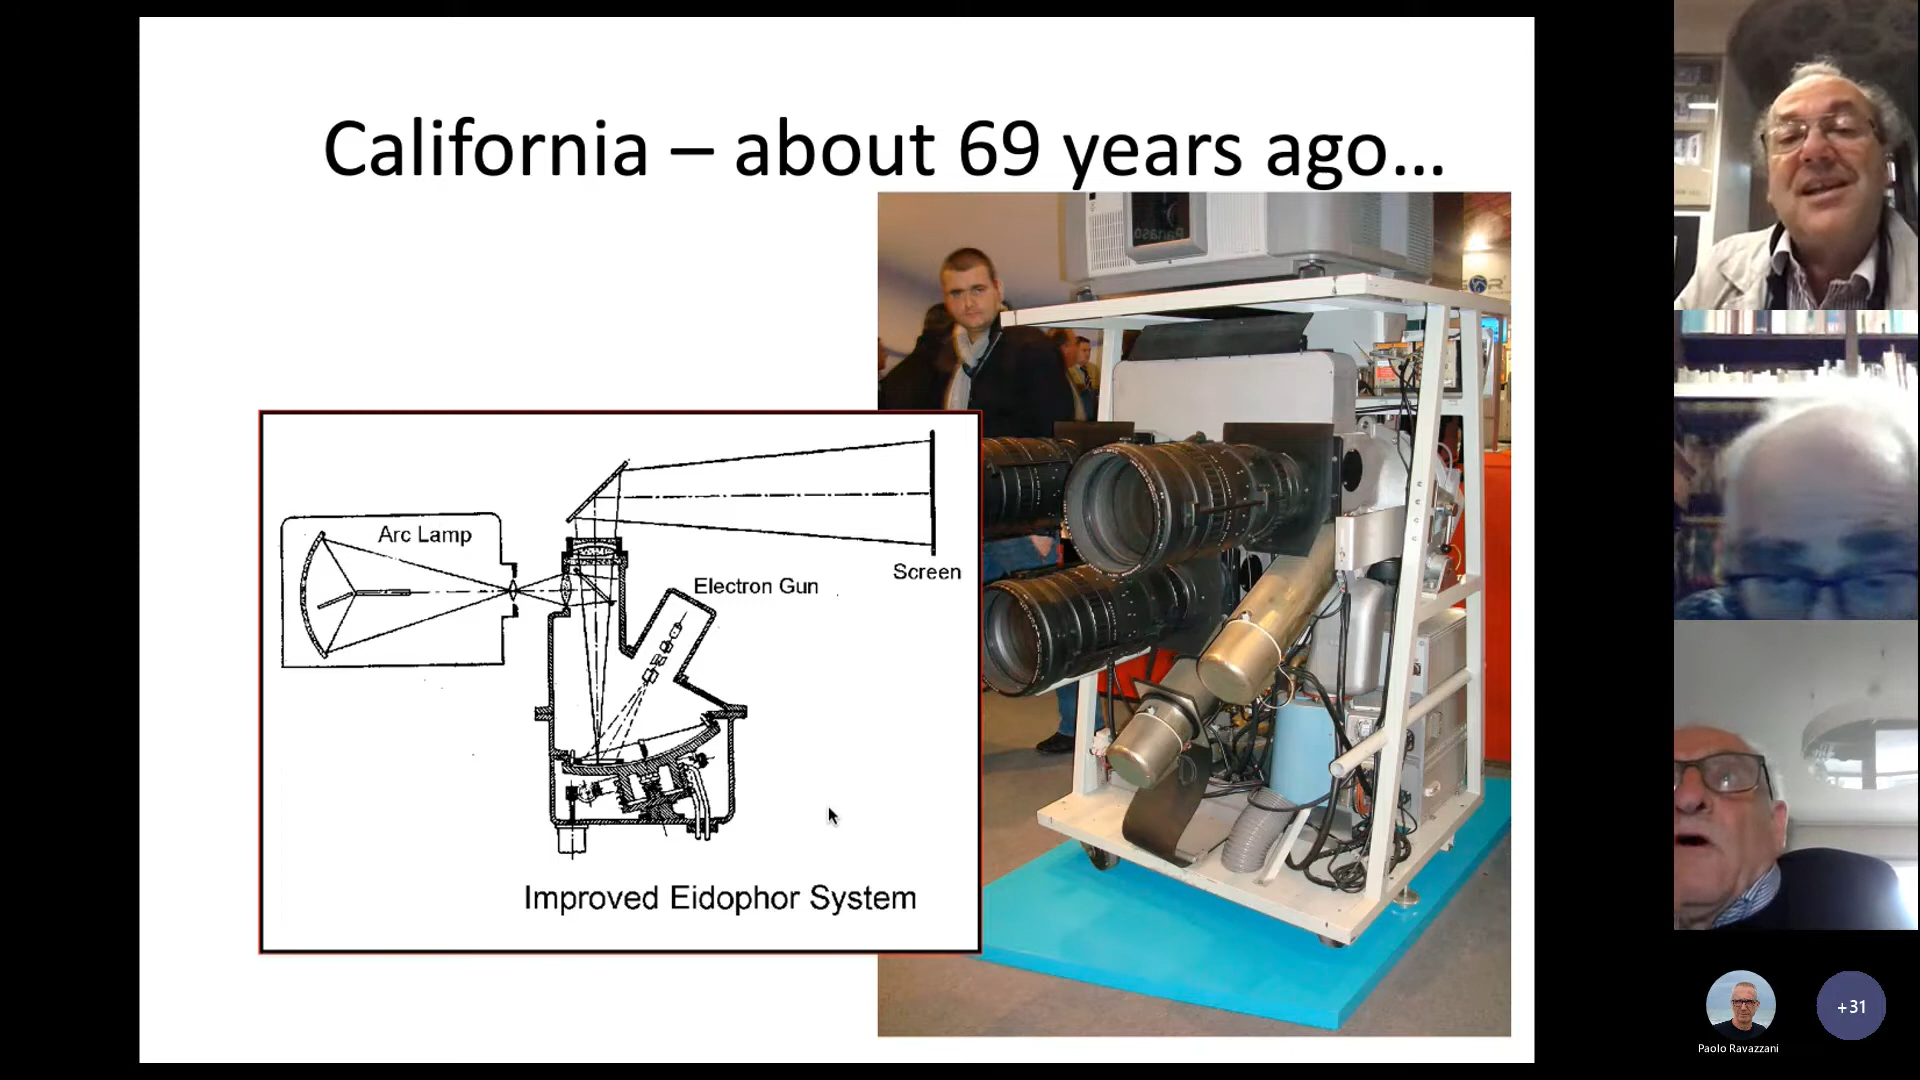 California – about 69 years ago...
Arc Lamp
Electron Gun
Screen
Improved Eidophor System
+31
Paolo Ravazzani